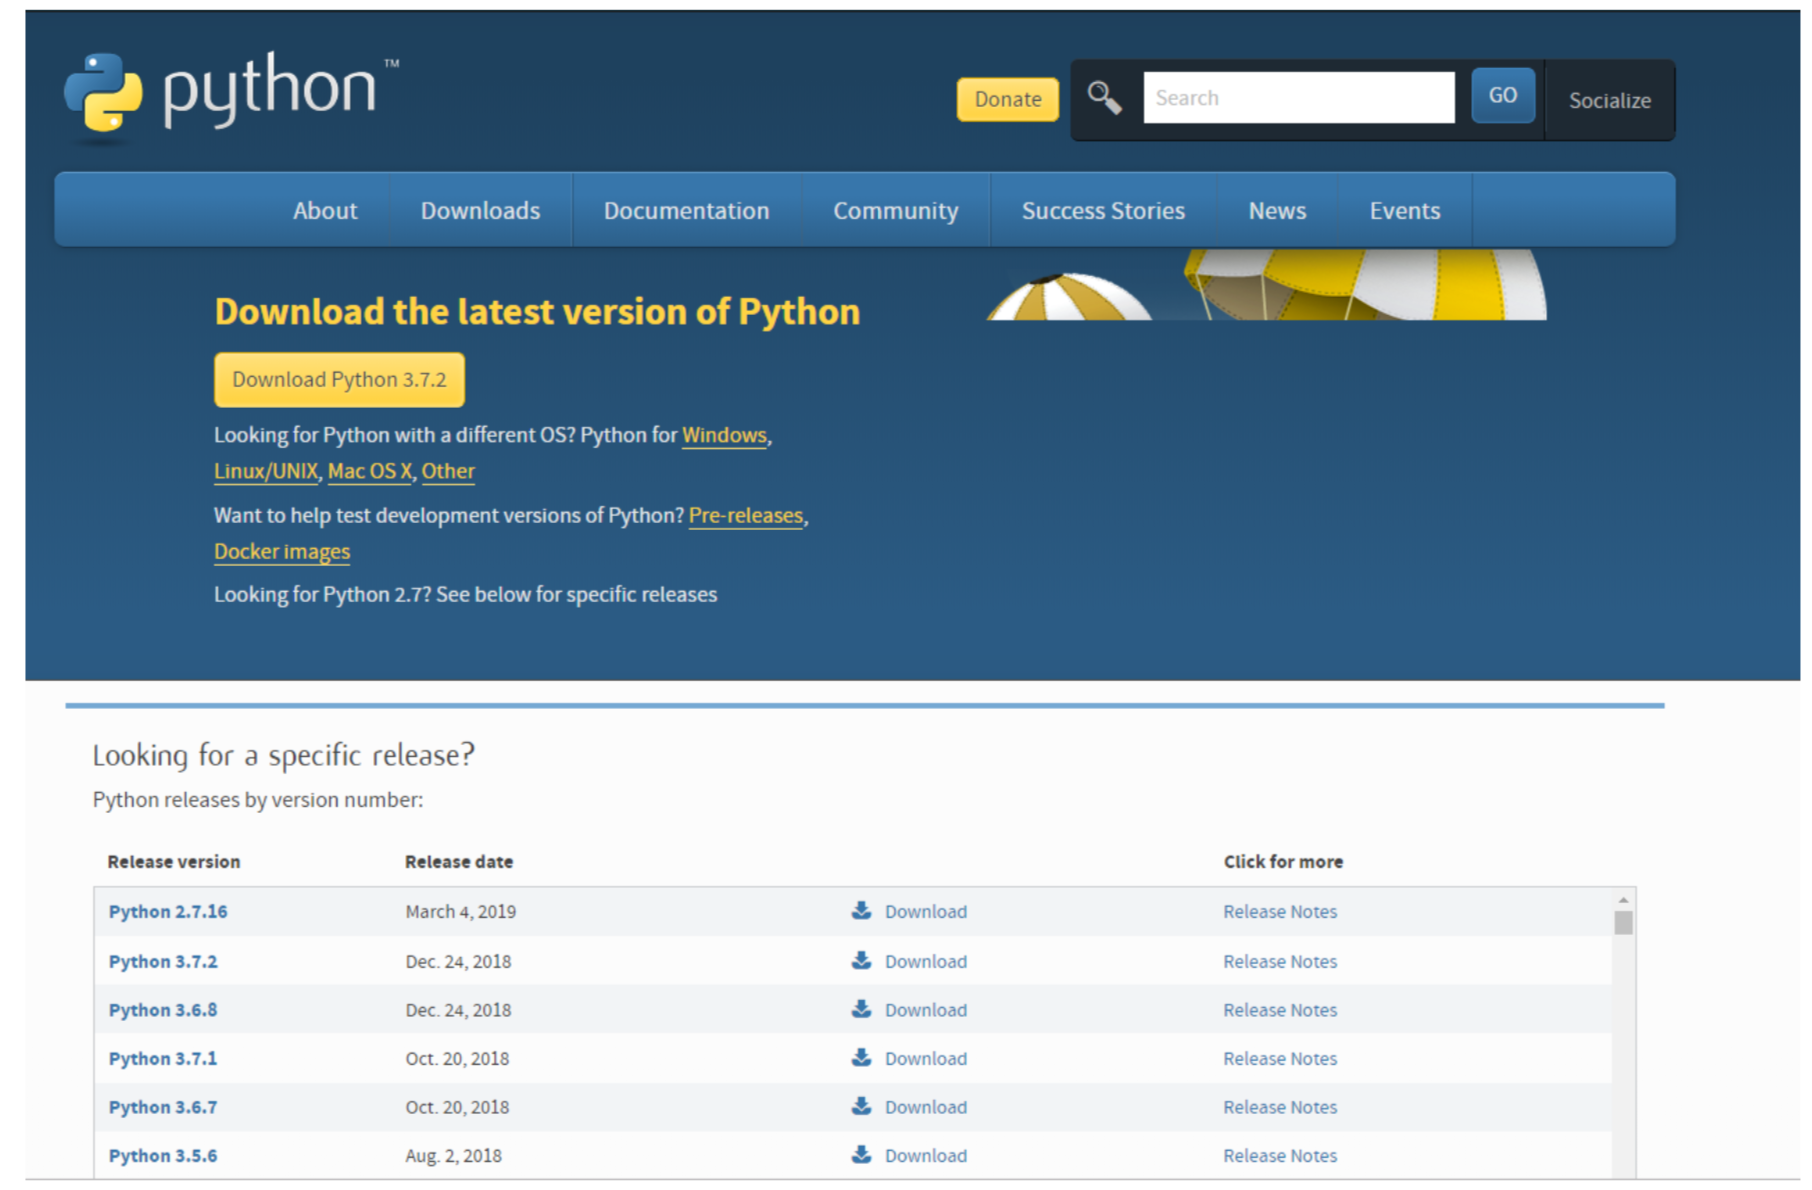 python™
Donate
Search
GO
Socialize
About Downloads Documentation Community Success Stories News Events
Download the latest version of Python
Download Python 3.7.2
Looking for Python with a different OS? Python for Windows,
Linux/UNIX, Mac OS X, Other
Want to help test development versions of Python? Pre-releases,
Docker images
Looking for Python 2.7? See below for specific releases
Looking for a specific release?
Python releases by version number:
Release version Release date Click for more
Python 2.7.16 March 4, 2019 Download Release Notes
Python 3.7.2 Dec. 24, 2018 Download Release Notes
Python 3.6.8 Dec. 24, 2018 Download Release Notes
Python 3.7.1 Oct. 20, 2018 Download Release Notes
Python 3.6.7 Oct. 20, 2018 Download Release Notes
Python 3.5.6 Aug. 2, 2018 Download Release Notes